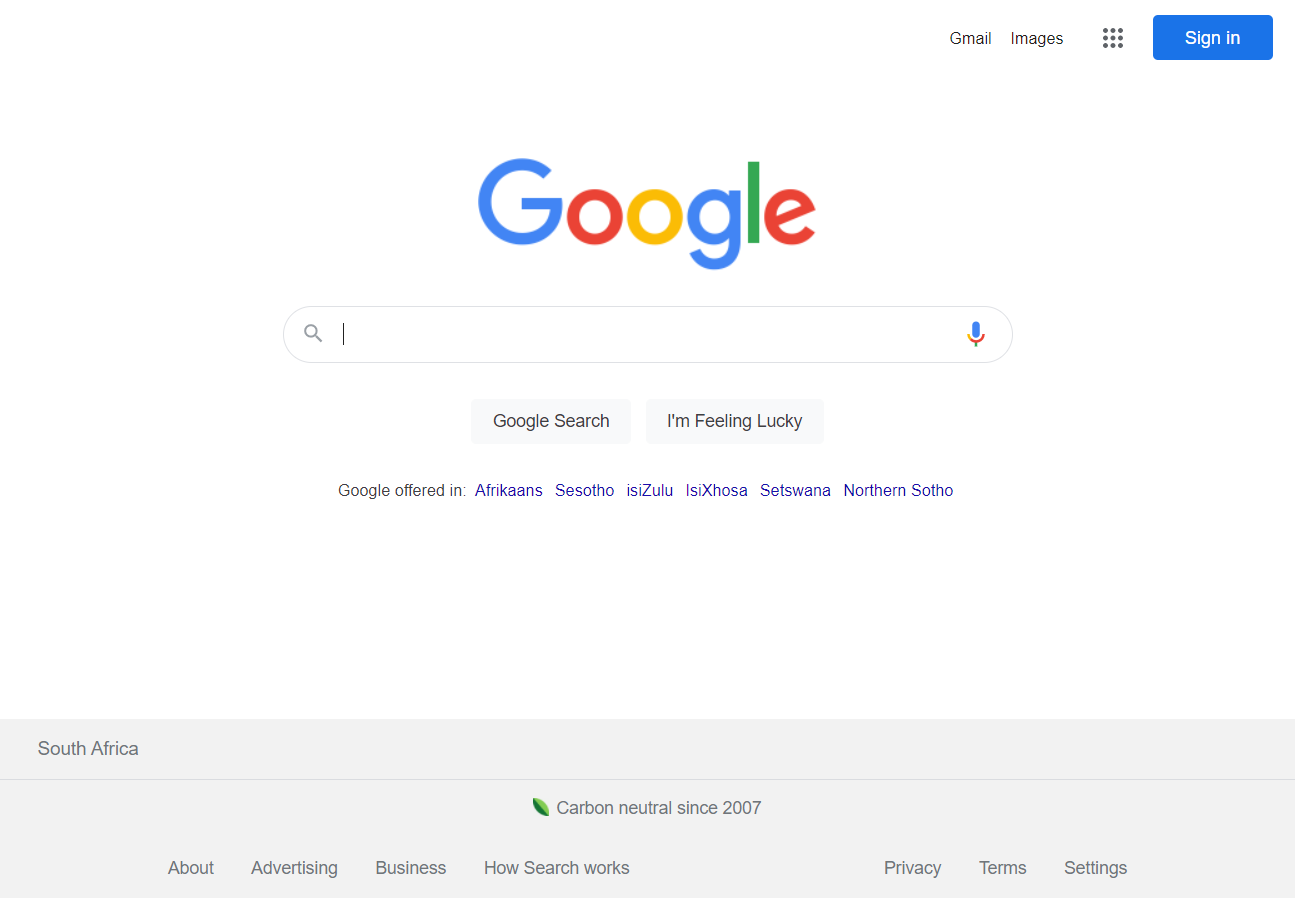 Gmail Images Sign in
Google
Google Search I'm Feeling Lucky
Google offered in: Afrikaans Sesotho isiZulu IsiXhosa Setswana Northern Sotho
South Africa
Carbon neutral since 2007
About Advertising Business How Search works Privacy Terms Settings